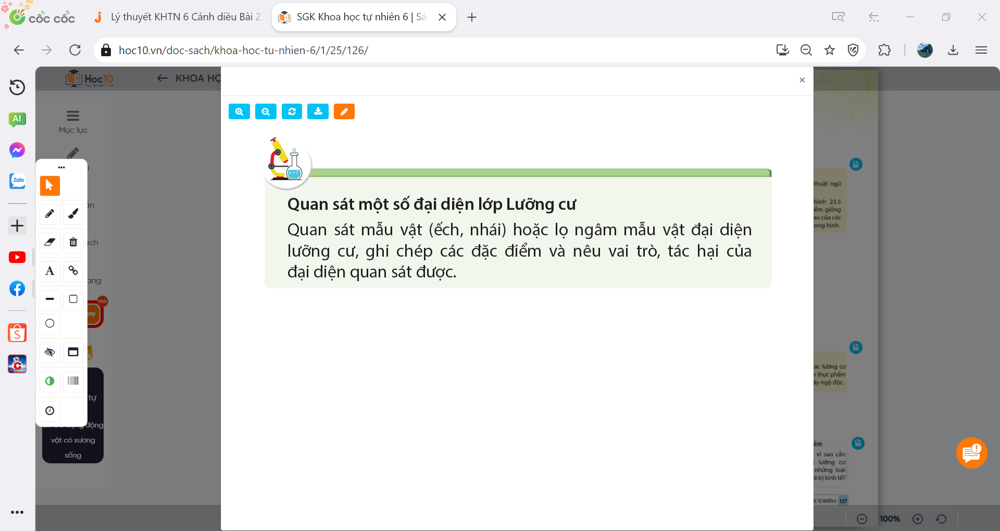 cốc cốc
Lý thuyết KHTN 6 Cánh diều Bài 23
SGK Khoa học tự nhiên 6 | Sá
hoc10.vn/doc-sach/khoa-hoc-tu-nhien-6/1/25/126/
Hoc10
KHOA HỌ
AI
Mục lục
Zalo
ách
ang
Mới
ay
tự
động
vật có xương
sống
Quan sát một số đại diện lớp Lưỡng cư
Quan sát mẫu vật (ếch, nhái) hoặc lọ ngâm mẫu vật đại diện
lưỡng cư, ghi chép các đặc điểm và nêu vai trò, tác hại của
đại diện quan sát được.
A
thuật ngữ
hình 23.5
ểm giống
au của các
ong hình.
ác lưỡng cư
n thực phẩm
ây ngộ độc.
êm
vì sao cần
lưỡng cư
những loài
á trị kinh tế?
ỌC TỰ NHIÊN 6 127
100%